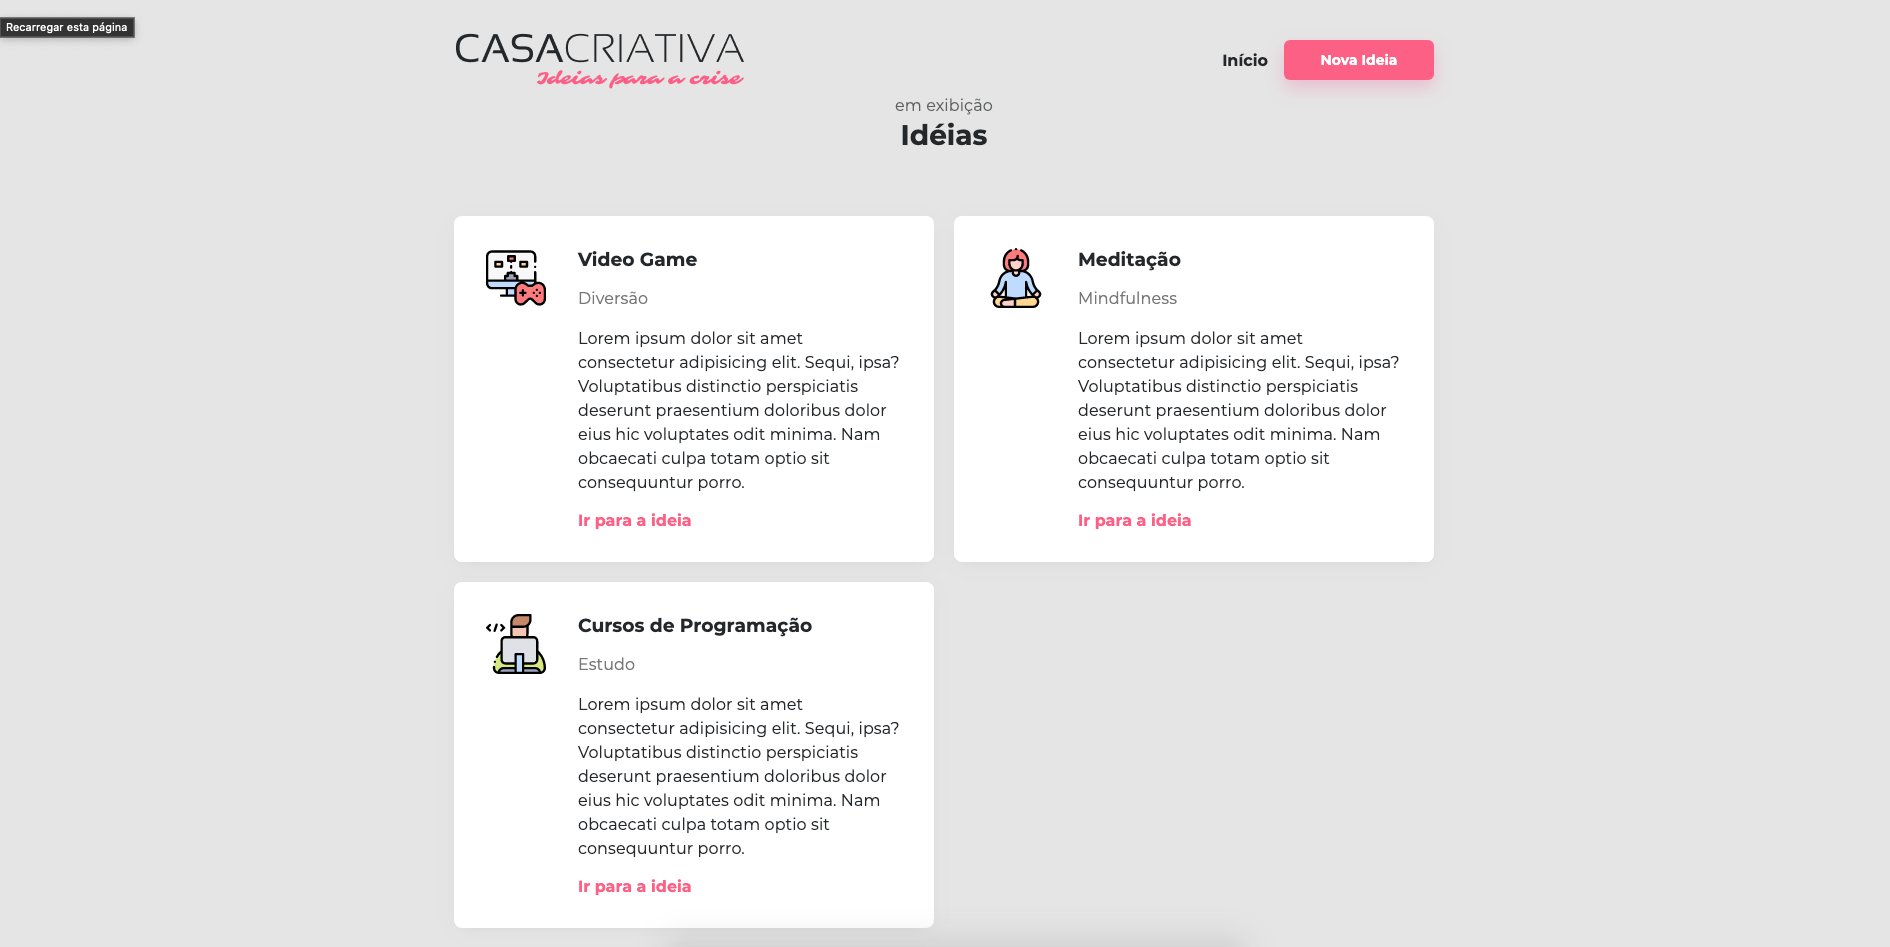 Recarregar esta página
CASACRIATIVA
Ideias para a crise
Início
Nova Ideia
em exibição
Idéias
Video Game
Diversão
Lorem ipsum dolor sit amet
consectetur adipisicing elit. Sequi, ipsa?
Voluptatibus distinctio perspiciatis
deserunt praesentium doloribus dolor
eius hic voluptates odit minima. Nam
obcaecati culpa totam optio sit
consequuntur porro.
Ir para a ideia
Meditação
Mindfulness
Lorem ipsum dolor sit amet
consectetur adipisicing elit. Sequi, ipsa?
Voluptatibus distinctio perspiciatis
deserunt praesentium doloribus dolor
eius hic voluptates odit minima. Nam
obcaecati culpa totam optio sit
consequuntur porro.
Ir para a ideia
Cursos de Programação
Estudo
Lorem ipsum dolor sit amet
consectetur adipisicing elit. Sequi, ipsa?
Voluptatibus distinctio perspiciatis
deserunt praesentium doloribus dolor
eius hic voluptates odit minima. Nam
obcaecati culpa totam optio sit
consequuntur porro.
Ir para a ideia